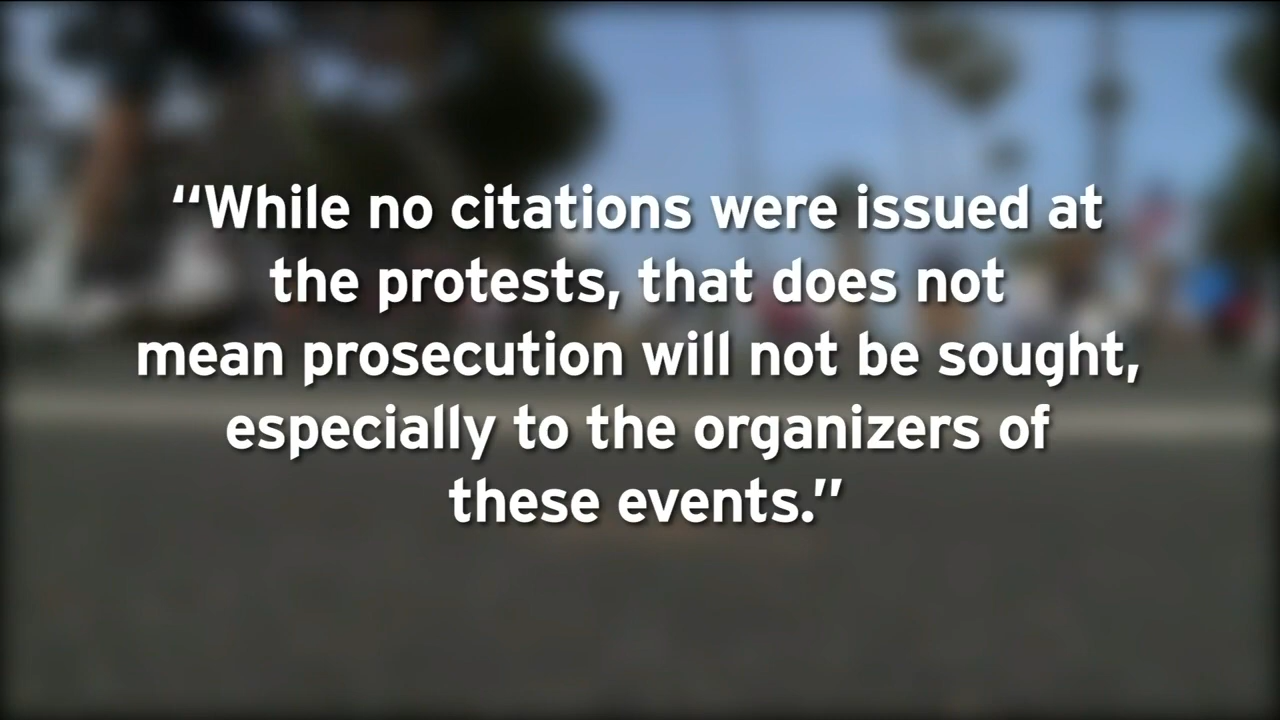 “While no citations were issued at
the protests, that does not
mean prosecution will not be sought,
especially to the organizers of
these events.”